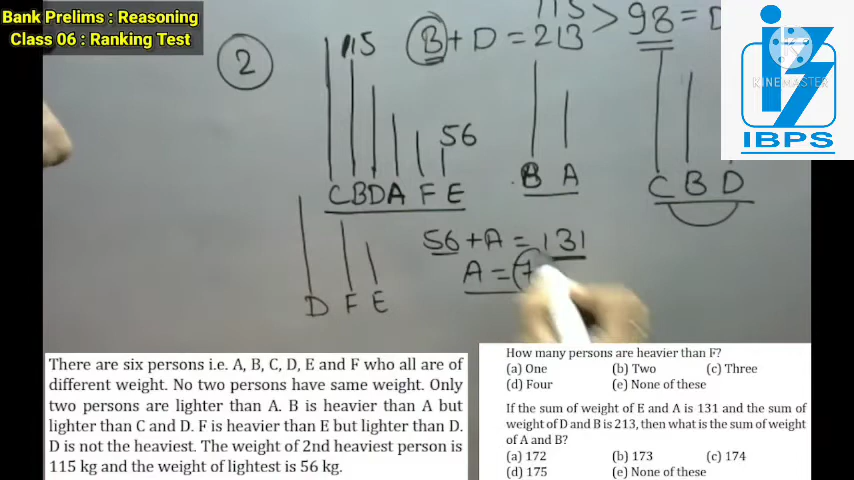 Bank Prelims : Reasoning
Class 06 : Ranking Test
2
115
B + D = 213
115 > 98 = D
56
C B D A F E
B A
C B D
56 + A = 131
A =
D F E
KINEMASTER
IBPS
There are six persons i.e. A, B, C, D, E and F who all are of
different weight. No two persons have same weight. Only
two persons are lighter than A. B is heavier than A but
lighter than C and D. F is heavier than E but lighter than D.
D is not the heaviest. The weight of 2nd heaviest person is
115 kg and the weight of lightest is 56 kg.
How many persons are heavier than F?
(a) One (b) Two (c) Three
(d) Four (e) None of these
If the sum of weight of E and A is 131 and the sum of
weight of D and B is 213, then what is the sum of weight
of A and B?
(a) 172 (b) 173 (c) 174
(d) 175 (e) None of these